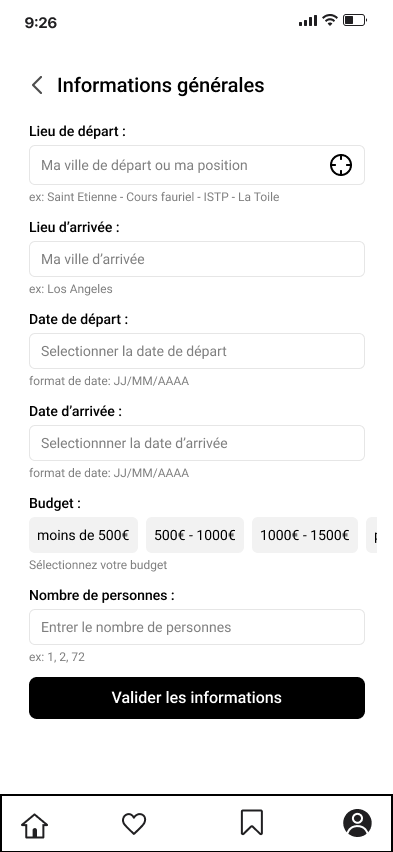 9:26
Informations générales
Lieu de départ :
Ma ville de départ ou ma position
ex: Saint Etienne - Cours fauriel - ISTP - La Toile
Lieu d’arrivée :
Ma ville d’arrivée
ex: Los Angeles
Date de départ :
Selectionner la date de départ
format de date: JJ/MM/AAAA
Date d’arrivée :
Selectionnner la date d’arrivée
format de date: JJ/MM/AAAA
Budget :
moins de 500€ 500€ - 1000€ 1000€ - 1500€
Sélectionnez votre budget
Nombre de personnes :
Entrer le nombre de personnes
ex: 1, 2, 72
Valider les informations